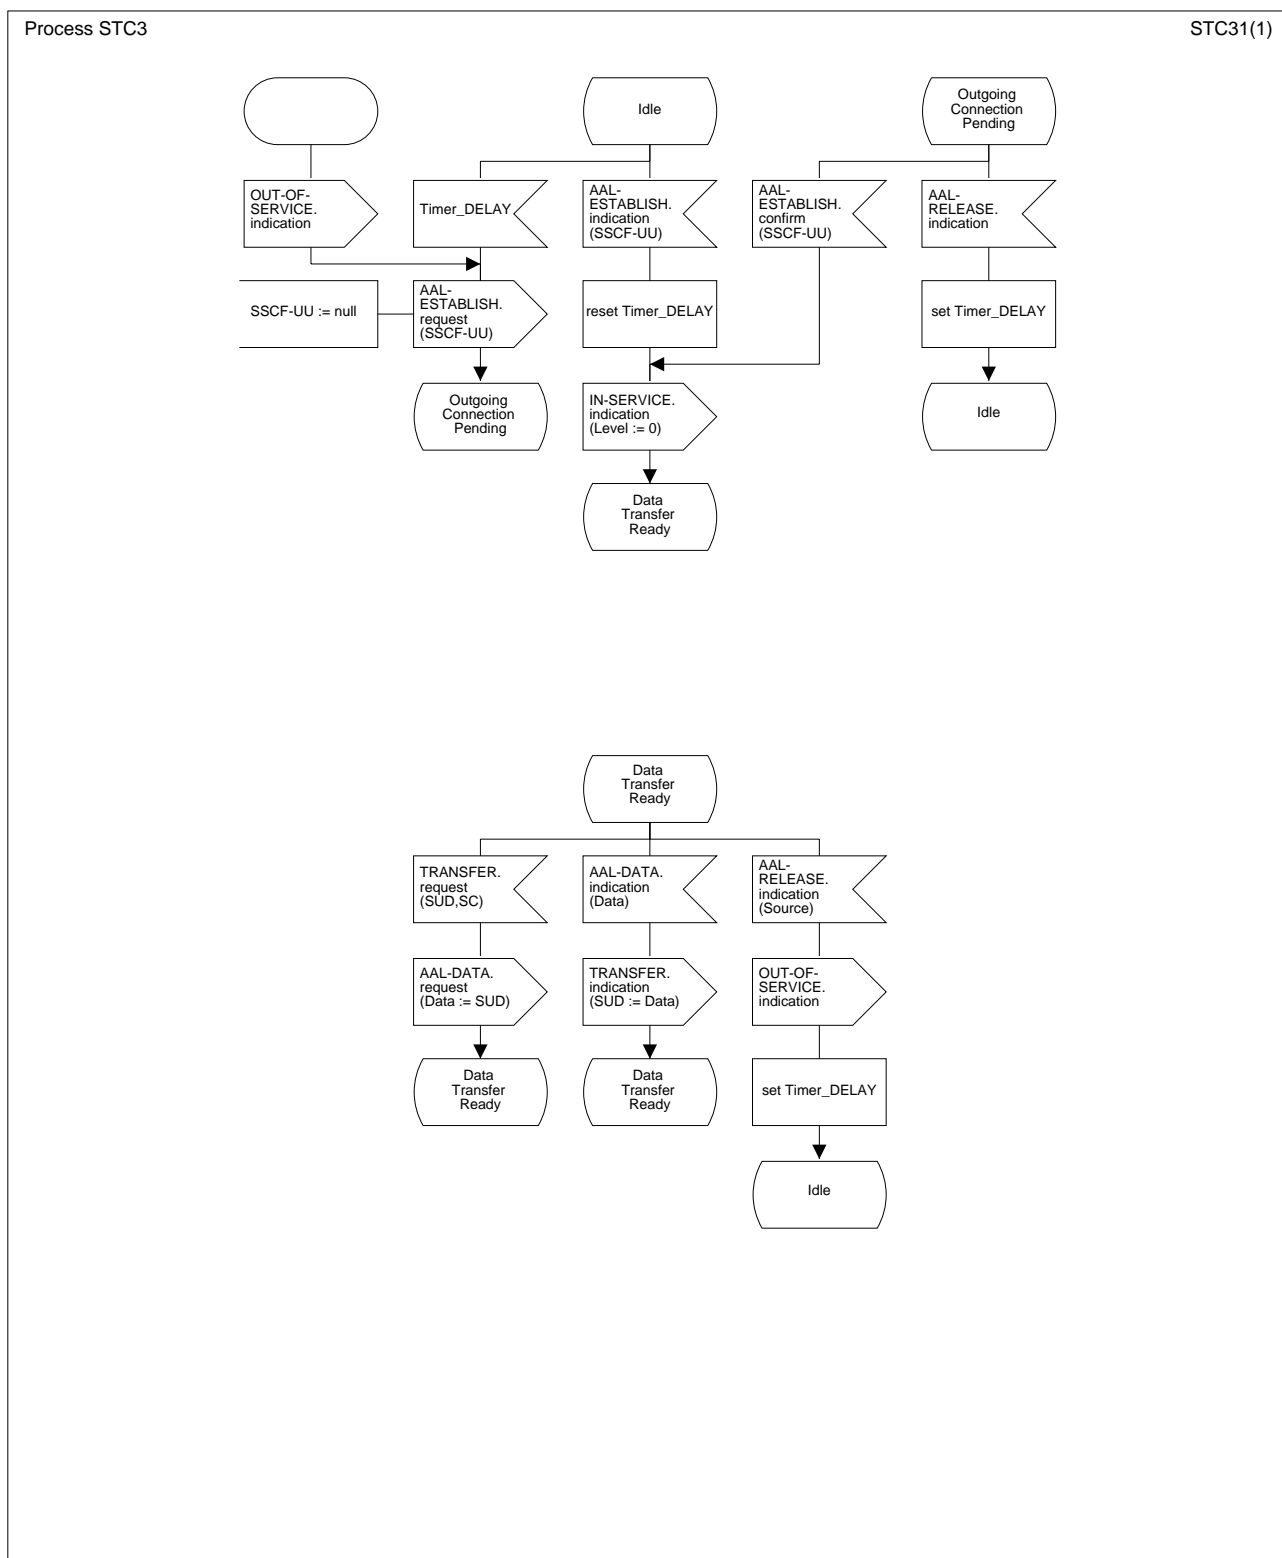 Process STC3
STC31(1)
Idle
Outgoing
Connection
Pending
OUT-OF-
SERVICE.
indication
Timer_DELAY
AAL-
ESTABLISH.
indication
(SSCF-UU)
AAL-
ESTABLISH.
confirm
(SSCF-UU)
AAL-
RELEASE.
indication
SSCF-UU := null
AAL-
ESTABLISH.
request
(SSCF-UU)
reset Timer_DELAY
set Timer_DELAY
Outgoing
Connection
Pending
IN-SERVICE.
indication
(Level := 0)
Idle
Data
Transfer
Ready
Data
Transfer
Ready
TRANSFER.
request
(SUD,SC)
AAL-DATA.
indication
(Data)
AAL-
RELEASE.
indication
(Source)
AAL-DATA.
request
(Data := SUD)
TRANSFER.
indication
(SUD := Data)
OUT-OF-
SERVICE.
indication
Data
Transfer
Ready
Data
Transfer
Ready
set Timer_DELAY
Idle